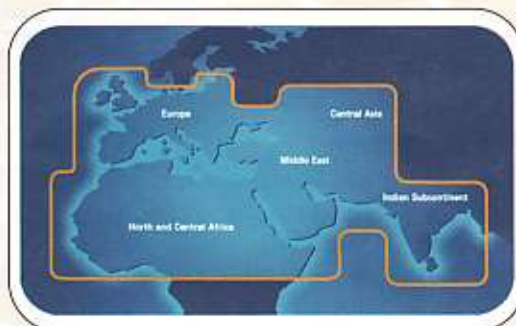 Europe
Central Asia
Middle East
Indian Subcontinent
North and Central Africa